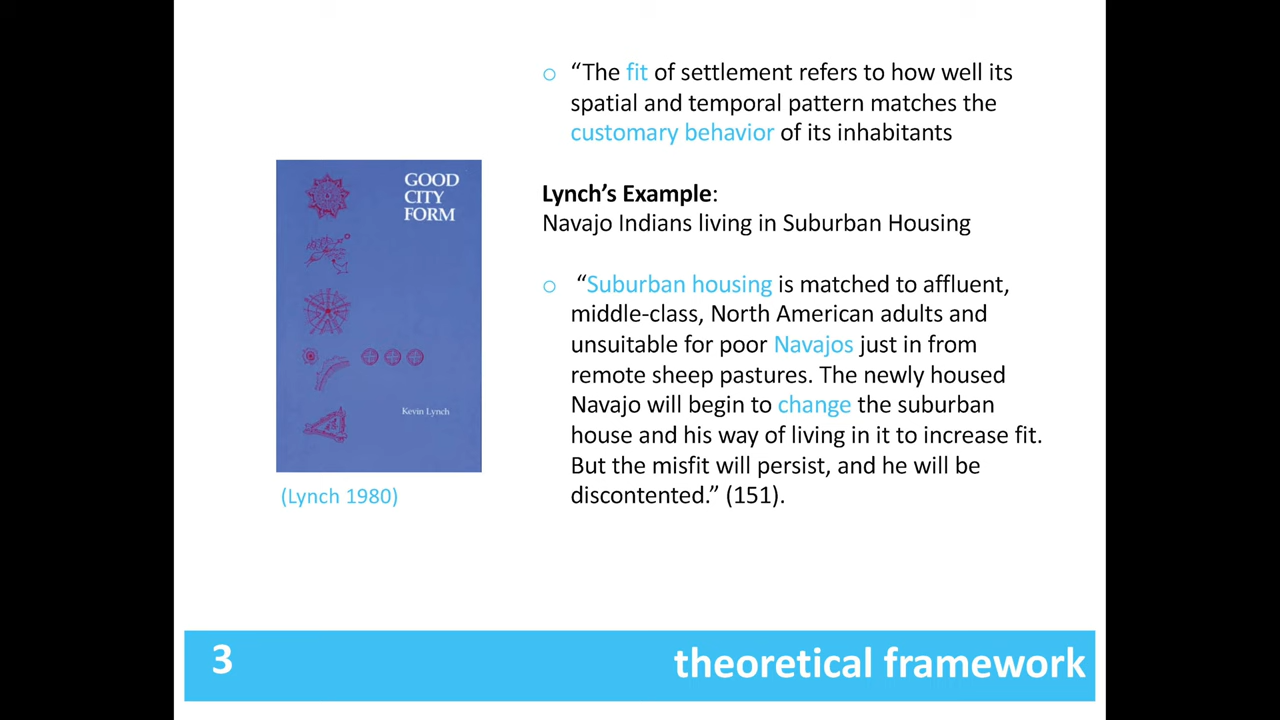 o “The fit of settlement refers to how well its
spatial and temporal pattern matches the
customary behavior of its inhabitants
Lynch’s Example:
Navajo Indians living in Suburban Housing
o “Suburban housing is matched to affluent,
middle-class, North American adults and
unsuitable for poor Navajos just in from
remote sheep pastures. The newly housed
Navajo will begin to change the suburban
house and his way of living in it to increase fit.
But the misfit will persist, and he will be
discontented.” (151).
GOOD
CITY
FORM
Kevin Lynch
(Lynch 1980)
3
theoretical framework